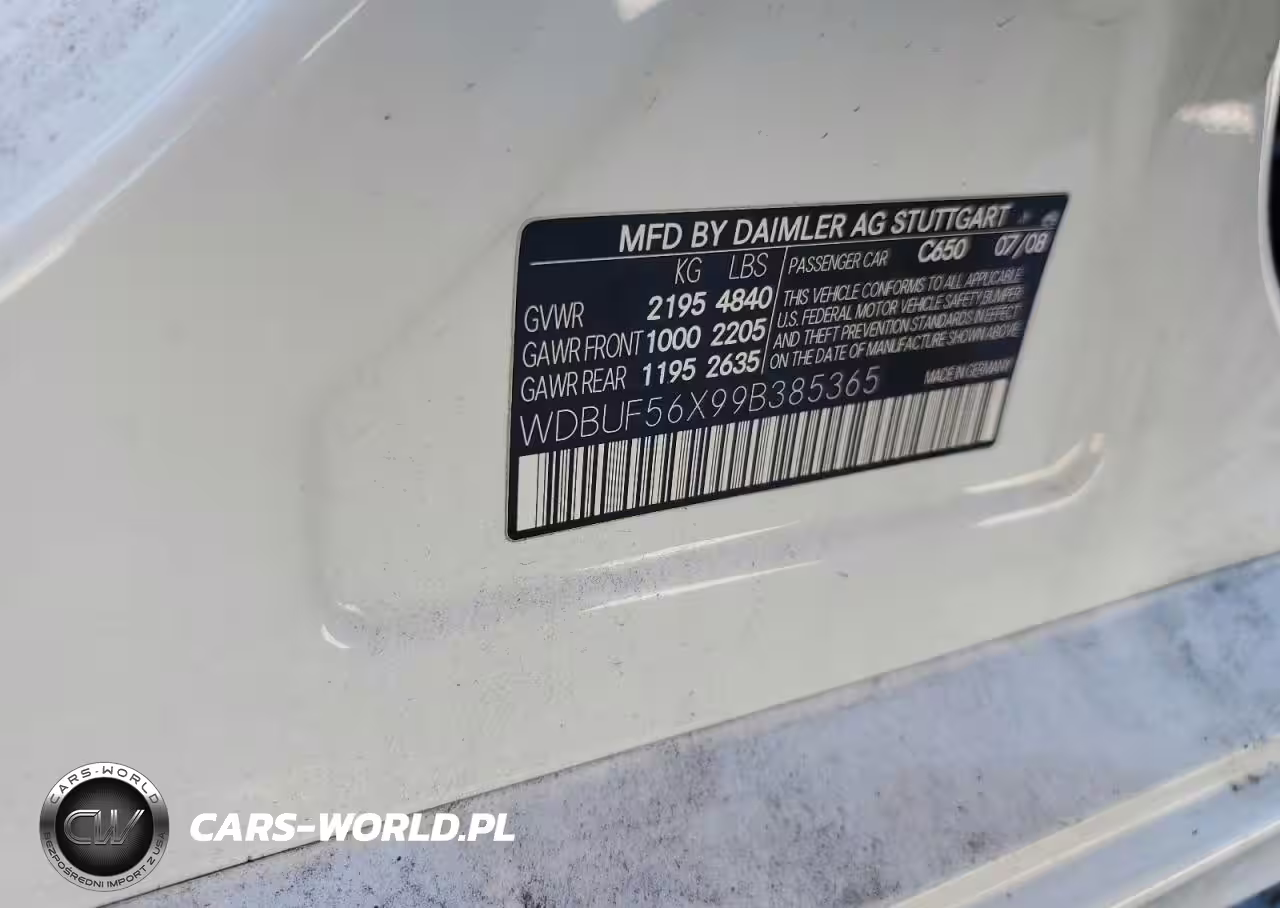 MFD BY DAIMLER AG STUTTGART
KG LBS PASSENGER CAR C650 07/08
GVWR 2195 4840
GAWR FRONT 1000 2205
GAWR REAR 1195 2635
THIS VEHICLE CONFORMS TO ALL APPLICABLE
U.S. FEDERAL MOTOR VEHICLE SAFETY BUMPER
AND THEFT PREVENTION STANDARDS IN EFFECT
ON THE DATE OF MANUFACTURE SHOWN ABOVE
WDBUF56X99B385365 MADE IN GERMANY
CARS-WORLD
CW
BEZPOŚREDNI IMPORT Z USA
CARS-WORLD.PL